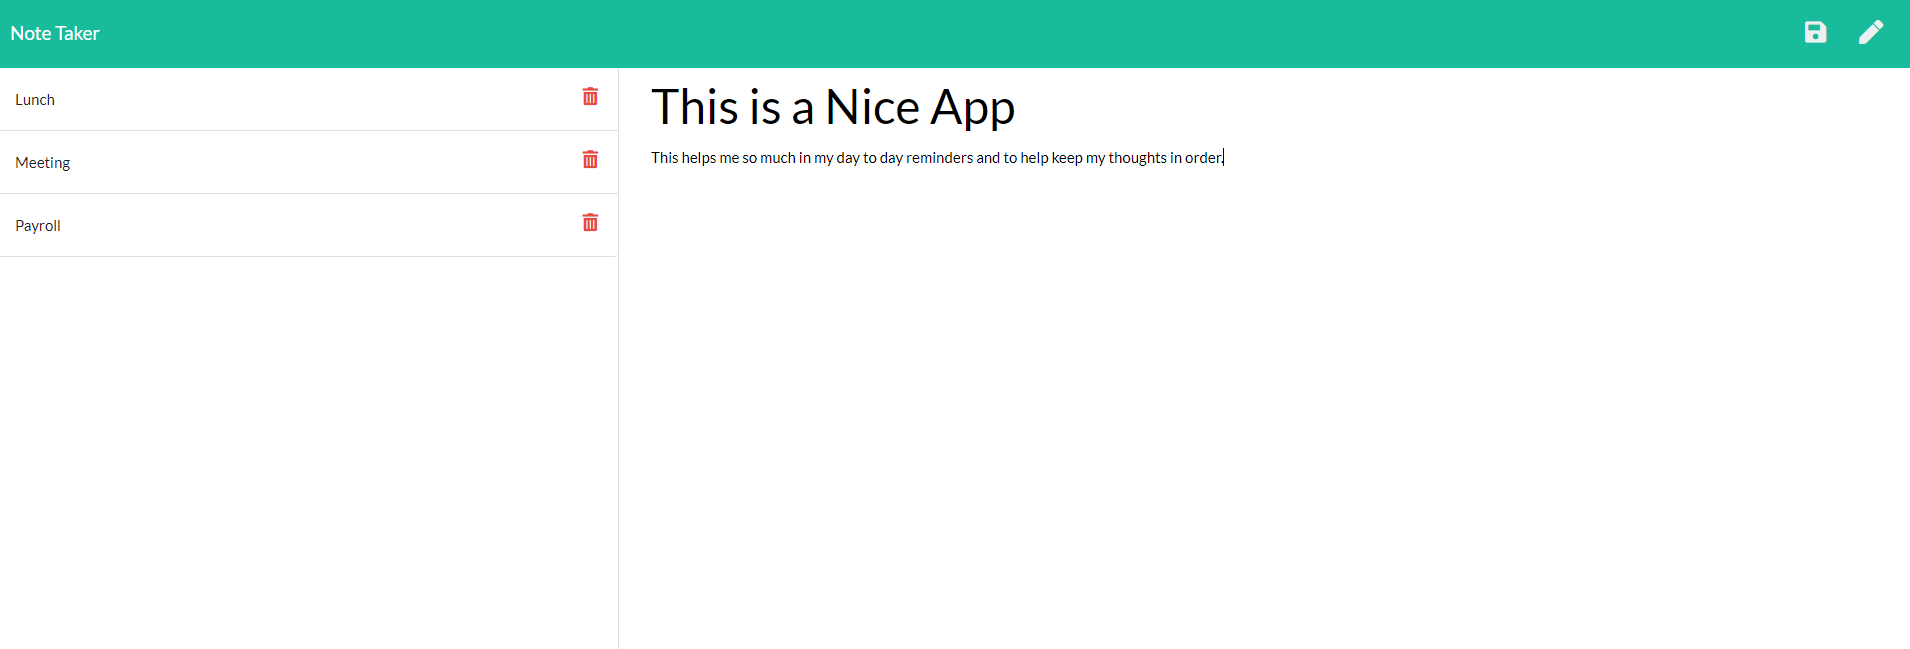 Note Taker
Lunch
Meeting
Payroll
This is a Nice App
This helps me so much in my day to day reminders and to help keep my thoughts in order.